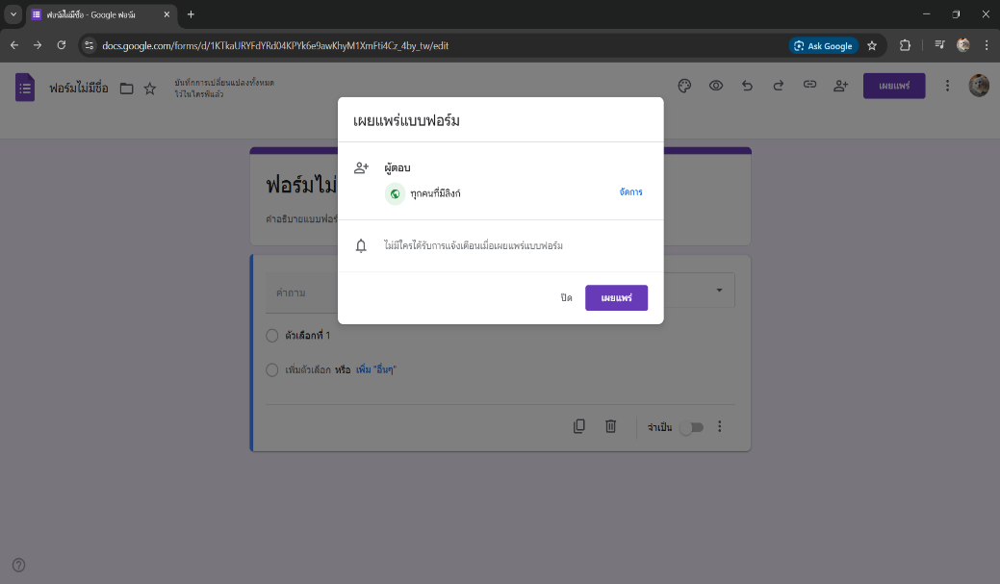 ฟอร์มไม่มีชื่อ - Google ฟอร์ม
docs.google.com/forms/d/1KTkaURYFdYRd04KPYk6e9awKhyM1XmFti4Cz_4by_tw/edit
Ask Google
ฟอร์มไม่มีชื่อ
บันทึกการเปลี่ยนแปลงทั้งหมด
ไว้ในไดรฟ์แล้ว
เผยแพร่
เผยแพร่แบบฟอร์ม
ผู้ตอบ
ทุกคนที่มีลิงก์
จัดการ
ไม่มีใครได้รับการแจ้งเตือนเมื่อเผยแพร่แบบฟอร์ม
ปิด
เผยแพร่
ฟอร์มไม่
คำอธิบายแบบฟอร์
คำถาม
ตัวเลือกที่ 1
เพิ่มตัวเลือก หรือ เพิ่ม "อื่นๆ"
จำเป็น